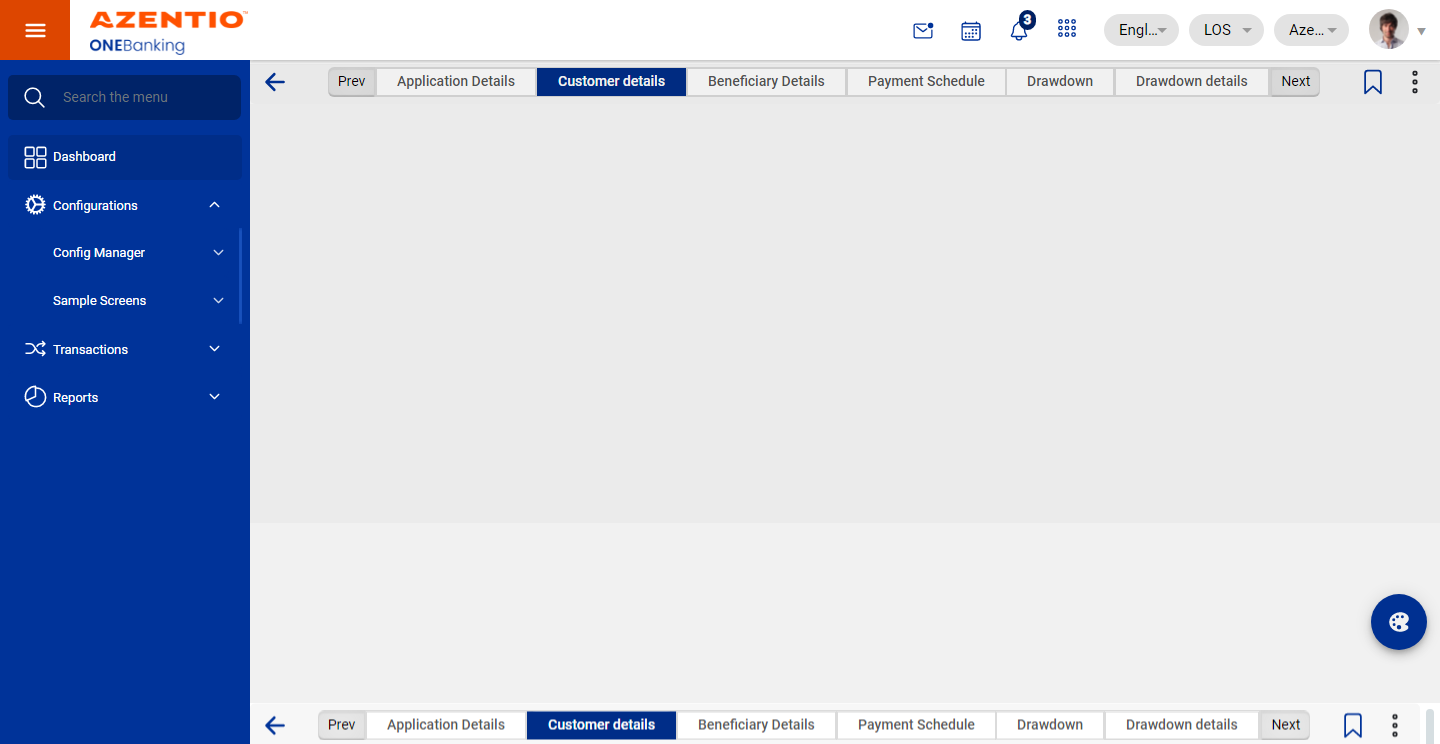 AZENTIO™
ONEBanking
3
Engl...
LOS
Aze...
Search the menu
Dashboard
Configurations
Config Manager
Sample Screens
Transactions
Reports
Prev Application Details Customer details Beneficiary Details Payment Schedule Drawdown Drawdown details Next
Prev Application Details Customer details Beneficiary Details Payment Schedule Drawdown Drawdown details Next